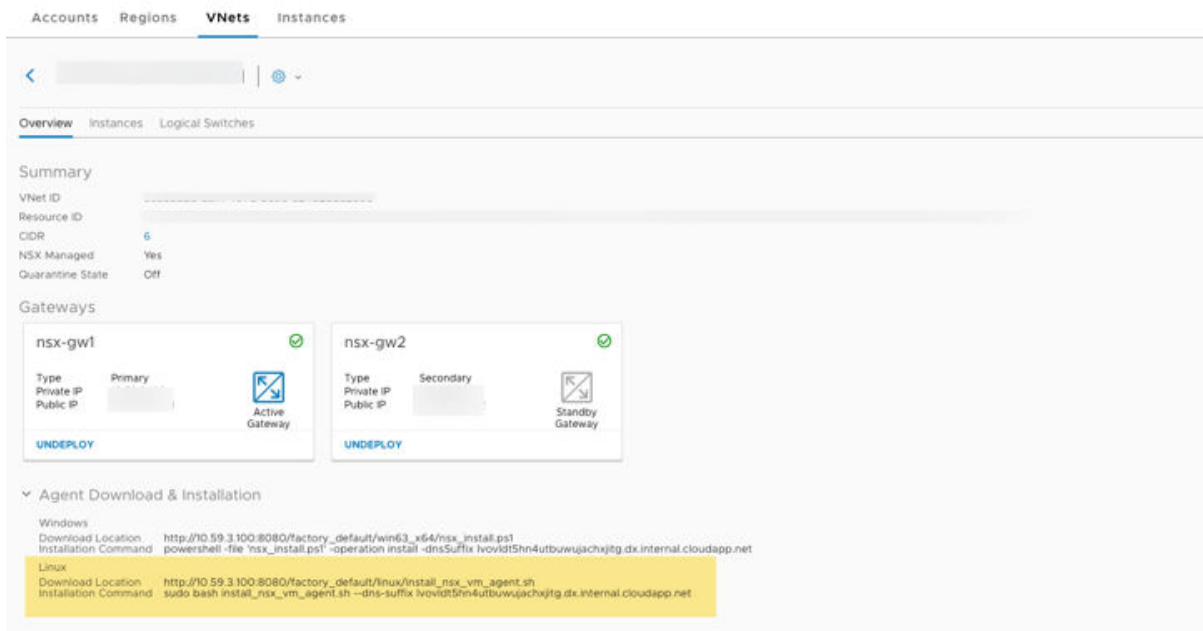 Accounts Regions VNets Instances
Overview Instances Logical Switches
Summary
VNet ID
Resource ID
CIDR 6
NSX Managed Yes
Quarantine State Off
Gateways
nsx-gw1
Type Primary
Private IP
Public IP
Active
Gateway
UNDEPLOY
nsx-gw2
Type Secondary
Private IP
Public IP
Standby
Gateway
UNDEPLOY
Agent Download & Installation
Windows
Download Location http://10.59.3.100:8080/factory_default/win63_x64/nsx_install.ps1
Installation Command powershell -file 'nsx_install.ps1' -operation install -dnsSuffix lvovldt5hn4utbuwujachxjitg.dx.internal.cloudapp.net
Linux
Download Location http://10.59.3.100:8080/factory_default/linux/install_nsx_vm_agent.sh
Installation Command sudo bash install_nsx_vm_agent.sh --dns-suffix lvovldt5hn4utbuwujachxjitg.dx.internal.cloudapp.net